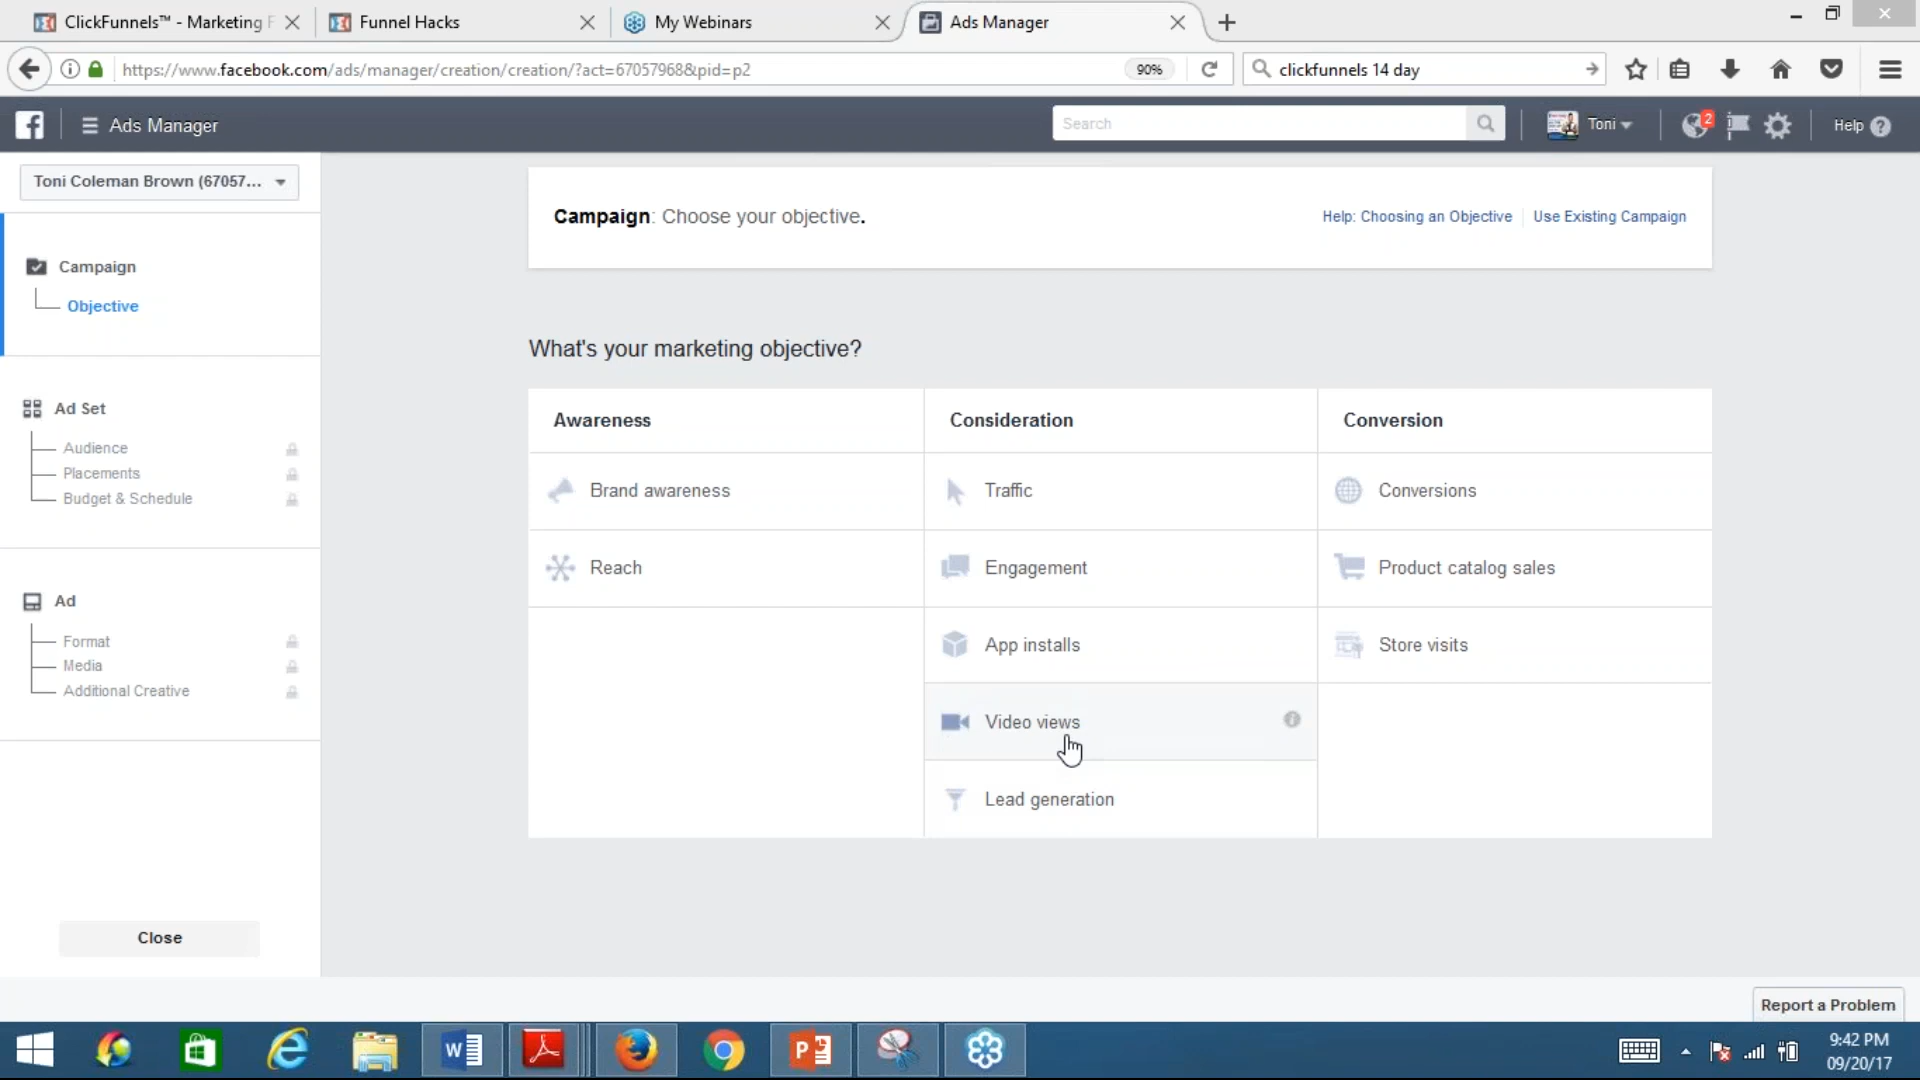 ClickFunnels™ - Marketing F
Funnel Hacks
My Webinars
Ads Manager
https://www.facebook.com/ads/manager/creation/creation/?act=67057968&pid=p2
90%
clickfunnels 14 day
Ads Manager
Search
Toni
2
Help
Toni Coleman Brown (67057...
Campaign: Choose your objective.
Help: Choosing an Objective
Use Existing Campaign
Campaign
Objective
What's your marketing objective?
Ad Set
Audience
Placements
Budget & Schedule
Awareness
Consideration
Conversion
Brand awareness
Traffic
Conversions
Reach
Engagement
Product catalog sales
Ad
Format
Media
Additional Creative
App installs
Store visits
Video views
Lead generation
Close
Report a Problem
9:42 PM
09/20/17